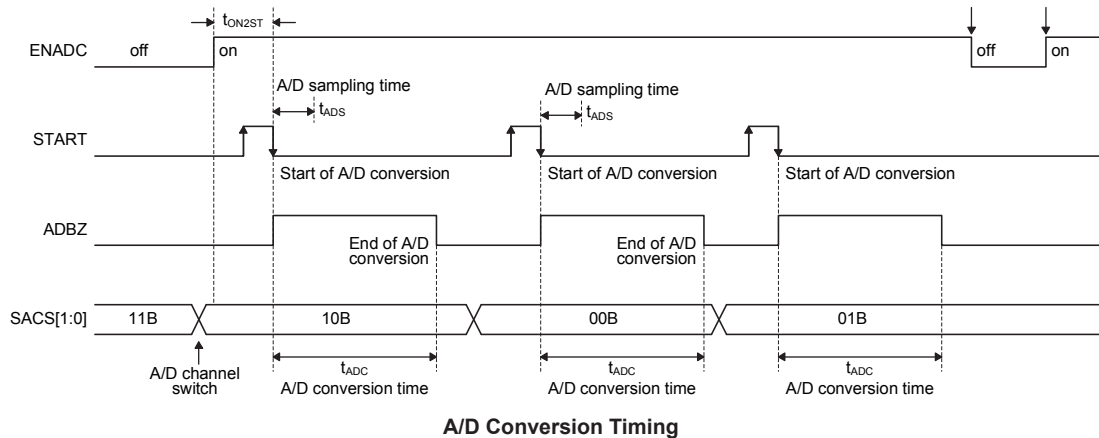 tON2ST
ENADC off on off on
A/D sampling time A/D sampling time
tADS tADS
START
Start of A/D conversion Start of A/D conversion Start of A/D conversion
ADBZ
End of A/D conversion End of A/D conversion
SACS[1:0] 11B 10B 00B 01B
A/D channel switch
tADC tADC tADC
A/D conversion time A/D conversion time A/D conversion time
A/D Conversion Timing